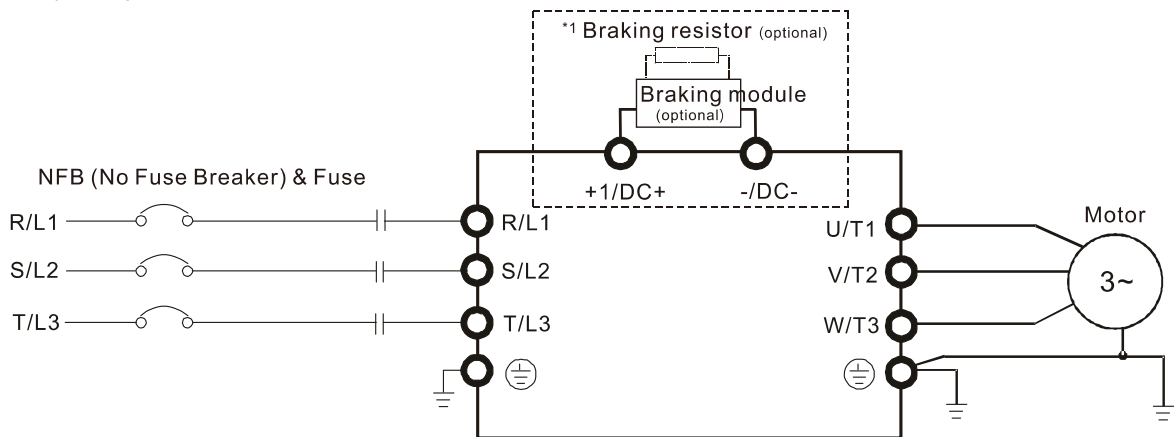 *1 Braking resistor (optional)
Braking module
(optional)
+1/DC+
-/DC-
NFB (No Fuse Breaker) & Fuse
R/L1
R/L1
U/T1
Motor
S/L2
S/L2
V/T2
3~
T/L3
T/L3
W/T3